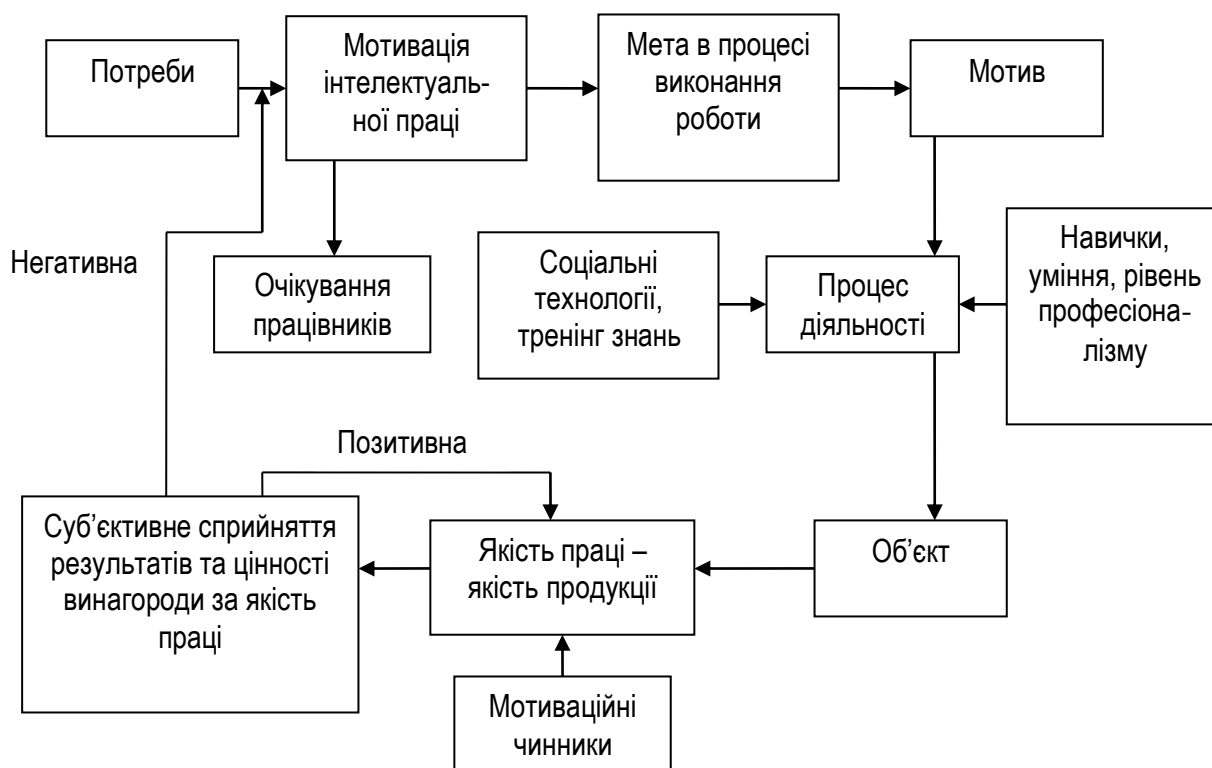 Потреби
Мотивація
інтелектуаль-
ної праці
Мета в процесі
виконання
роботи
Мотив
Негативна
Очікування
працівників
Соціальні
технології,
тренінг знань
Процес
діяльності
Навички,
уміння, рівень
професіона-
лізму
Позитивна
Суб’єктивне сприйняття
результатів та цінності
винагороди за якість
праці
Якість праці –
якість продукції
Об’єкт
Мотиваційні
чинники